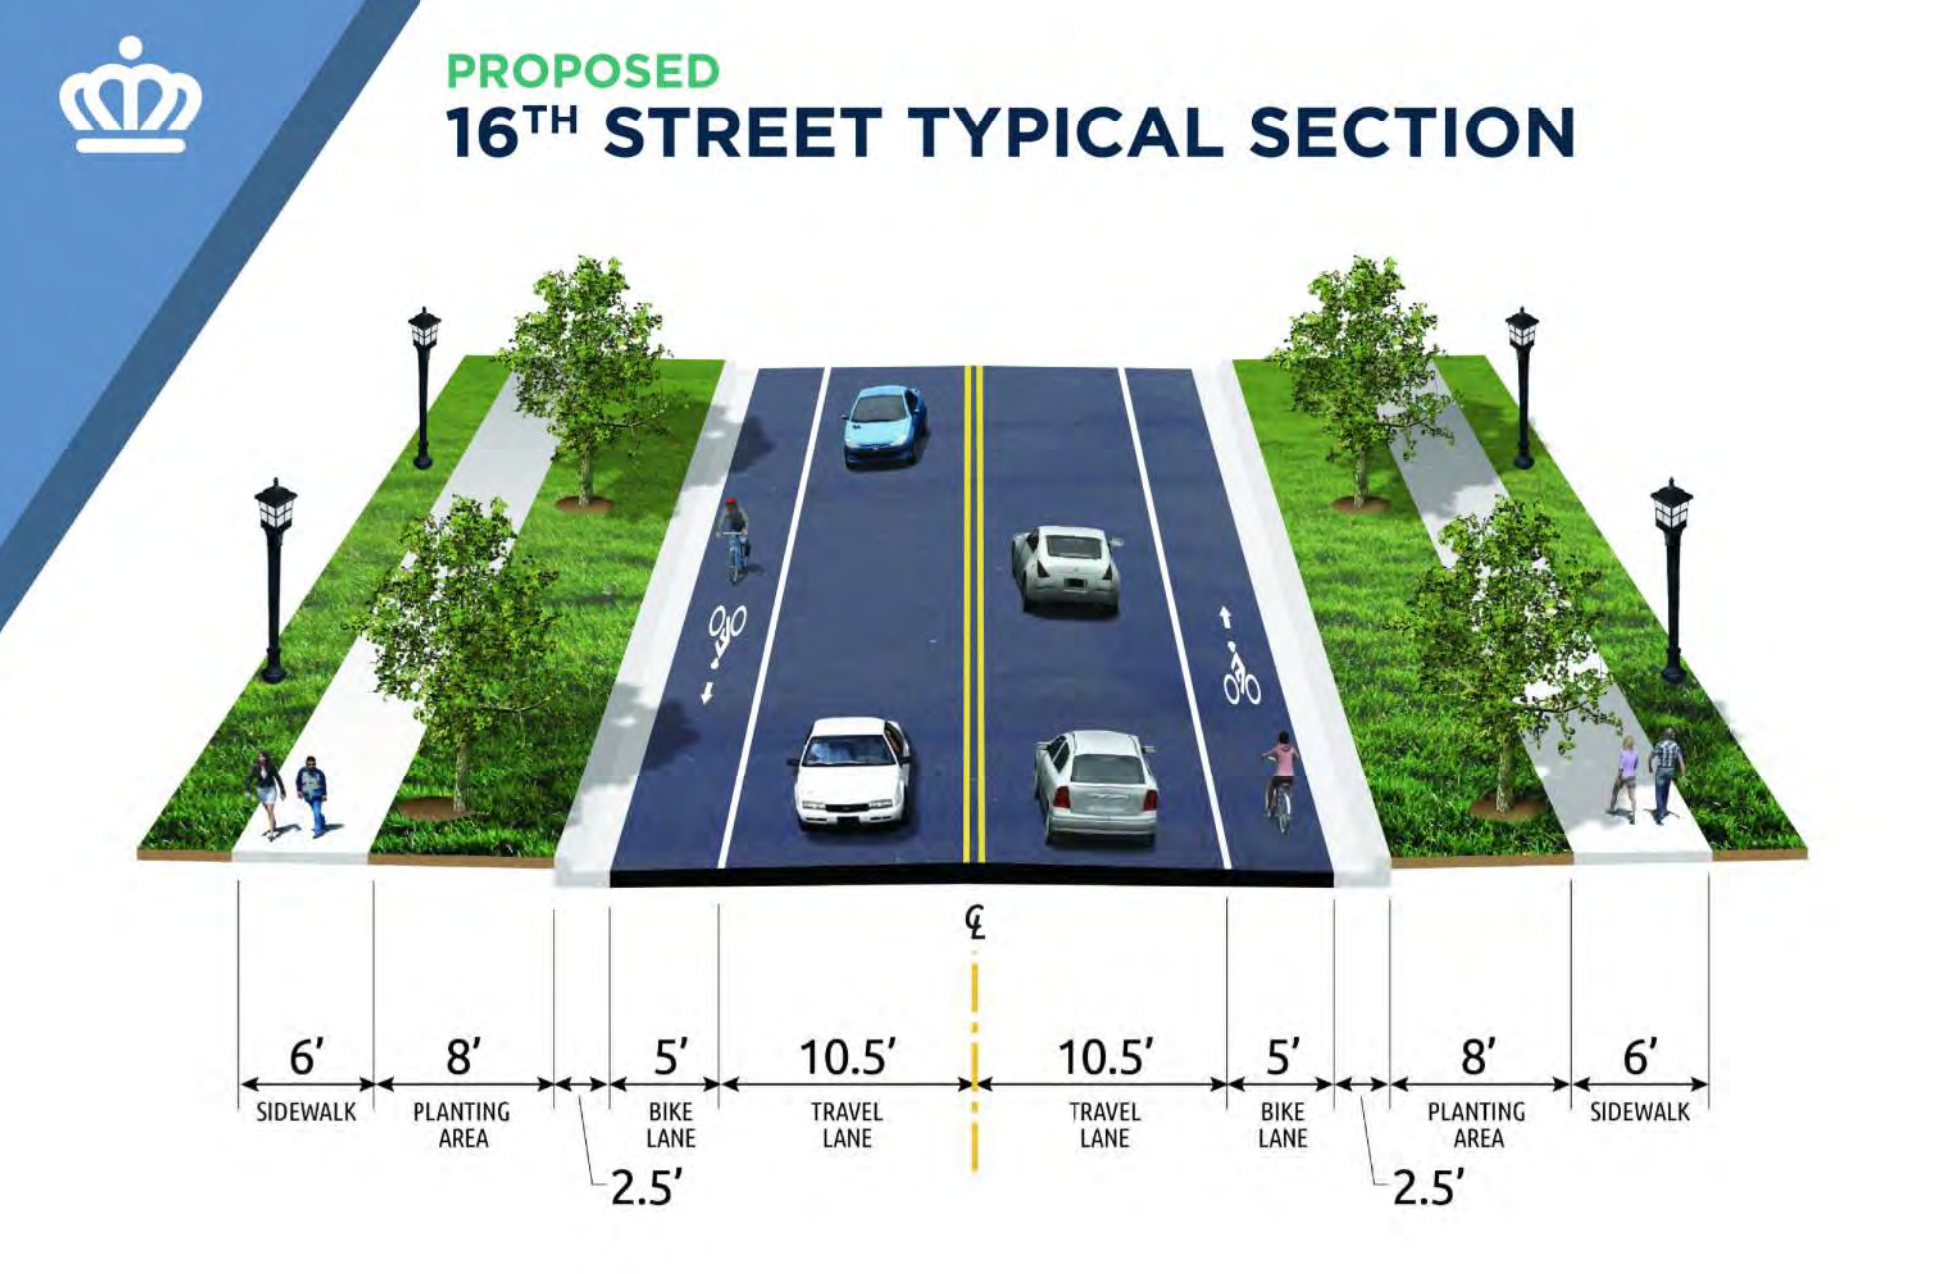 PROPOSED
16TH STREET TYPICAL SECTION
℄
6' 8' 5' 10.5' 10.5' 5' 8' 6'
SIDEWALK PLANTING BIKE TRAVEL TRAVEL BIKE PLANTING SIDEWALK
AREA LANE LANE LANE LANE AREA
2.5' 2.5'